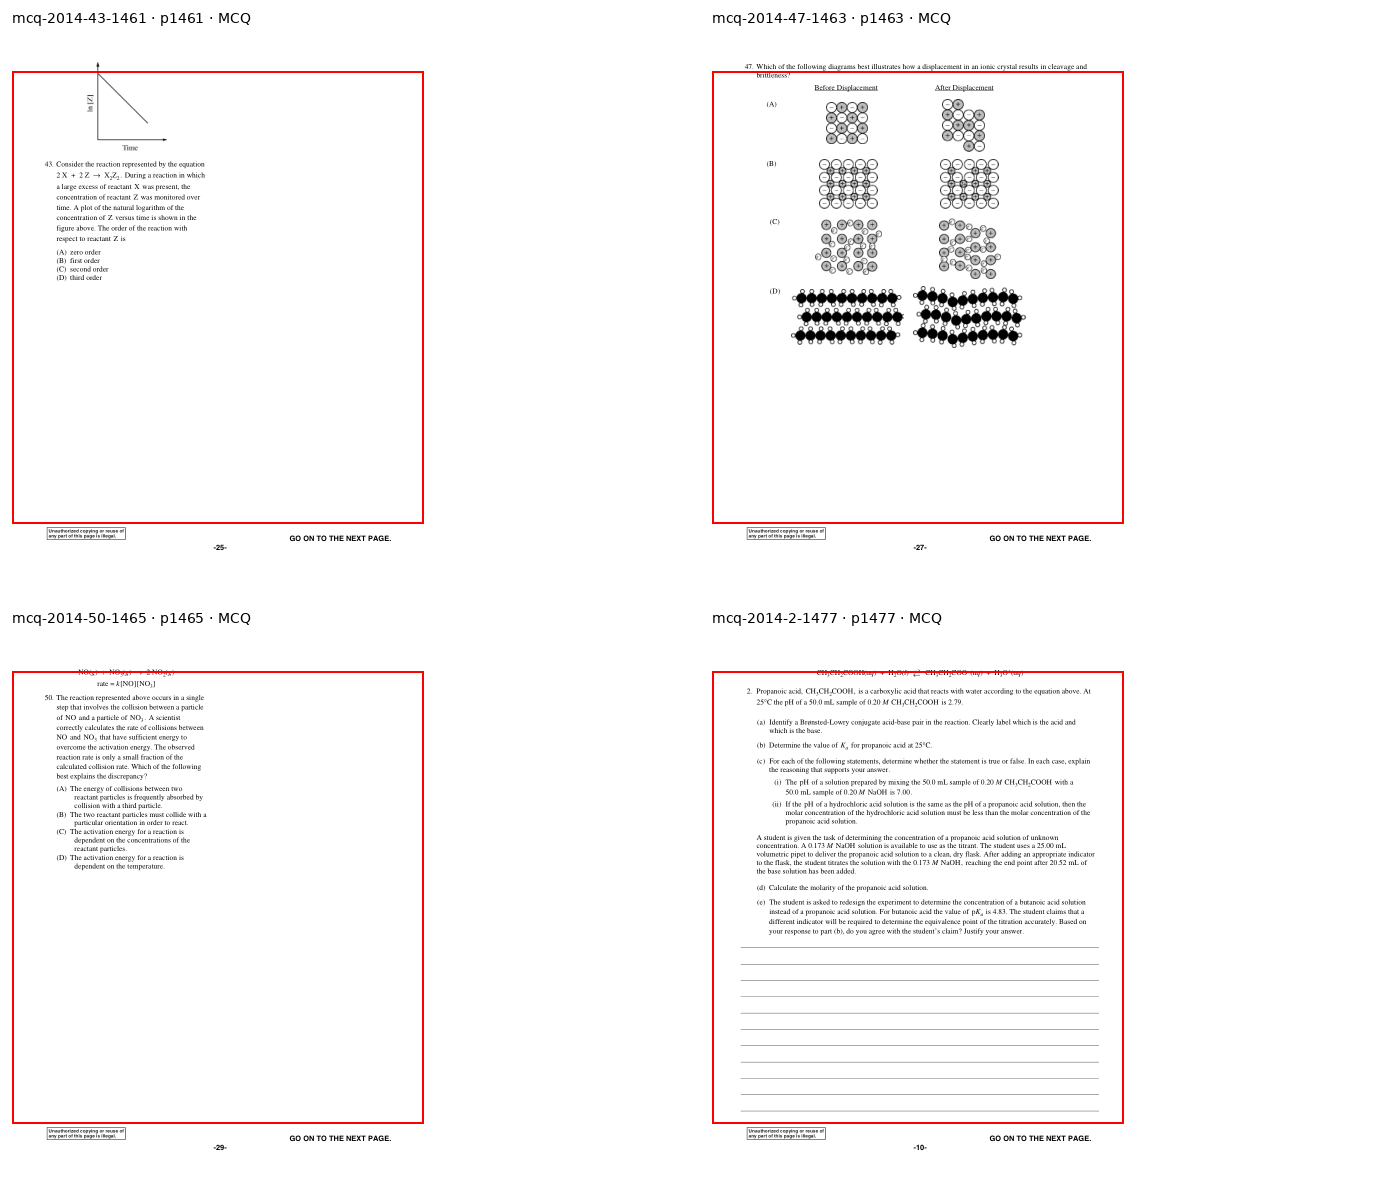 mcq-2014-43-1461 · p1461 · MCQ
ln [Z]
Time
43. Consider the reaction represented by the equation
2 X + 2 Z → X₂Z₂. During a reaction in which
a large excess of reactant X was present, the
concentration of reactant Z was monitored over
time. A plot of the natural logarithm of the
concentration of Z versus time is shown in the
figure above. The order of the reaction with
respect to reactant Z is
(A) zero order
(B) first order
(C) second order
(D) third order
Unauthorized copying or reuse of
any part of this page is illegal.
GO ON TO THE NEXT PAGE.
-25-
mcq-2014-47-1463 · p1463 · MCQ
47. Which of the following diagrams best illustrates how a displacement in an ionic crystal results in cleavage and
brittleness?
Before Displacement After Displacement
(A)
(B)
(C)
(D)
Unauthorized copying or reuse of
any part of this page is illegal.
GO ON TO THE NEXT PAGE.
-27-
mcq-2014-50-1465 · p1465 · MCQ
NO(g) + NO₃(g) → 2 NO₂(g)
rate = k[NO][NO₃]
50. The reaction represented above occurs in a single
step that involves the collision between a particle
of NO and a particle of NO₃. A scientist
correctly calculates the rate of collisions between
NO and NO₃ that have sufficient energy to
overcome the activation energy. The observed
reaction rate is only a small fraction of the
calculated collision rate. Which of the following
best explains the discrepancy?
(A) The energy of collisions between two
reactant particles is frequently absorbed by
collision with a third particle.
(B) The two reactant particles must collide with a
particular orientation in order to react.
(C) The activation energy for a reaction is
dependent on the concentrations of the
reactant particles.
(D) The activation energy for a reaction is
dependent on the temperature.
Unauthorized copying or reuse of
any part of this page is illegal.
GO ON TO THE NEXT PAGE.
-29-
mcq-2014-2-1477 · p1477 · MCQ
CH₃CH₂COOH(aq) + H₂O(l) ⇄ CH₃CH₂COO⁻(aq) + H₃O⁺(aq)
2. Propanoic acid, CH₃CH₂COOH, is a carboxylic acid that reacts with water according to the equation above. At
25°C the pH of a 50.0 mL sample of 0.20 M CH₃CH₂COOH is 2.79.
(a) Identify a Brønsted-Lowry conjugate acid-base pair in the reaction. Clearly label which is the acid and
which is the base.
(b) Determine the value of Kₐ for propanoic acid at 25°C.
(c) For each of the following statements, determine whether the statement is true or false. In each case, explain
the reasoning that supports your answer.
(i) The pH of a solution prepared by mixing the 50.0 mL sample of 0.20 M CH₃CH₂COOH with a
50.0 mL sample of 0.20 M NaOH is 7.00.
(ii) If the pH of a hydrochloric acid solution is the same as the pH of a propanoic acid solution, then the
molar concentration of the hydrochloric acid solution must be less than the molar concentration of the
propanoic acid solution.
A student is given the task of determining the concentration of a propanoic acid solution of unknown
concentration. A 0.173 M NaOH solution is available to use as the titrant. The student uses a 25.00 mL
volumetric pipet to deliver the propanoic acid solution to a clean, dry flask. After adding an appropriate indicator
to the flask, the student titrates the solution with the 0.173 M NaOH, reaching the end point after 20.52 mL of
the base solution has been added.
(d) Calculate the molarity of the propanoic acid solution.
(e) The student is asked to redesign the experiment to determine the concentration of a butanoic acid solution
instead of a propanoic acid solution. For butanoic acid the value of pKₐ is 4.83. The student claims that a
different indicator will be required to determine the equivalence point of the titration accurately. Based on
your response to part (b), do you agree with the student's claim? Justify your answer.
Unauthorized copying or reuse of
any part of this page is illegal.
GO ON TO THE NEXT PAGE.
-10-